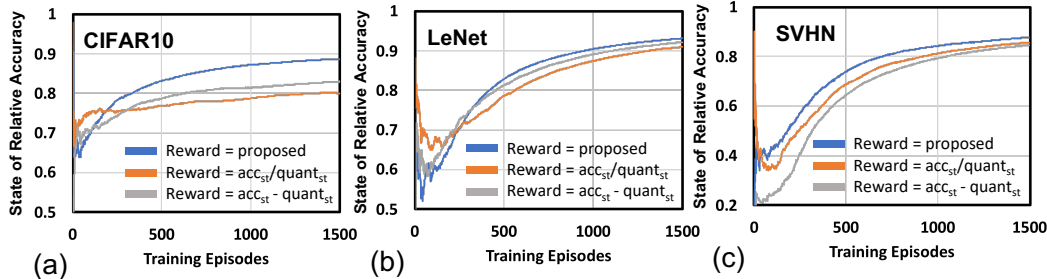 State of Relative Accuracy
1
0.9
0.8
0.7
0.6
0.5
CIFAR10
Reward = proposed
Reward = acc_st/quant_st
Reward = acc_st - quant_st
0
500
1000
1500
Training Episodes
(a)
State of Relative Accuracy
1
0.9
0.8
0.7
0.6
0.5
LeNet
Reward = proposed
Reward = acc_st/quant_st
Reward = acc_st - quant_st
0
500
1000
1500
Training Episodes
(b)
State of Relative Accuracy
1
0.8
0.6
0.4
0.2
SVHN
Reward = proposed
Reward = acc_st/quant_st
Reward = acc_st - quant_st
0
500
1000
1500
Training Episodes
(c)